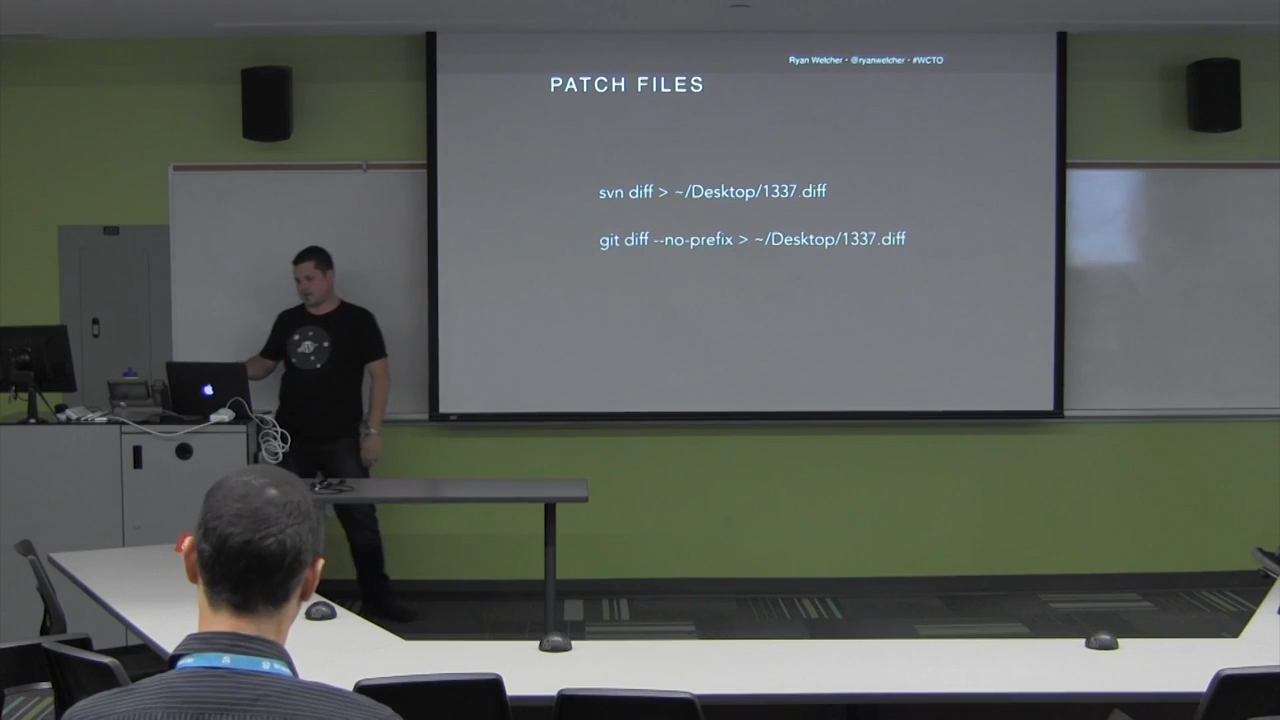 Ryan Welcher • @ryanwelcher • #WCTO
PATCH FILES
svn diff > ~/Desktop/1337.diff
git diff --no-prefix > ~/Desktop/1337.diff